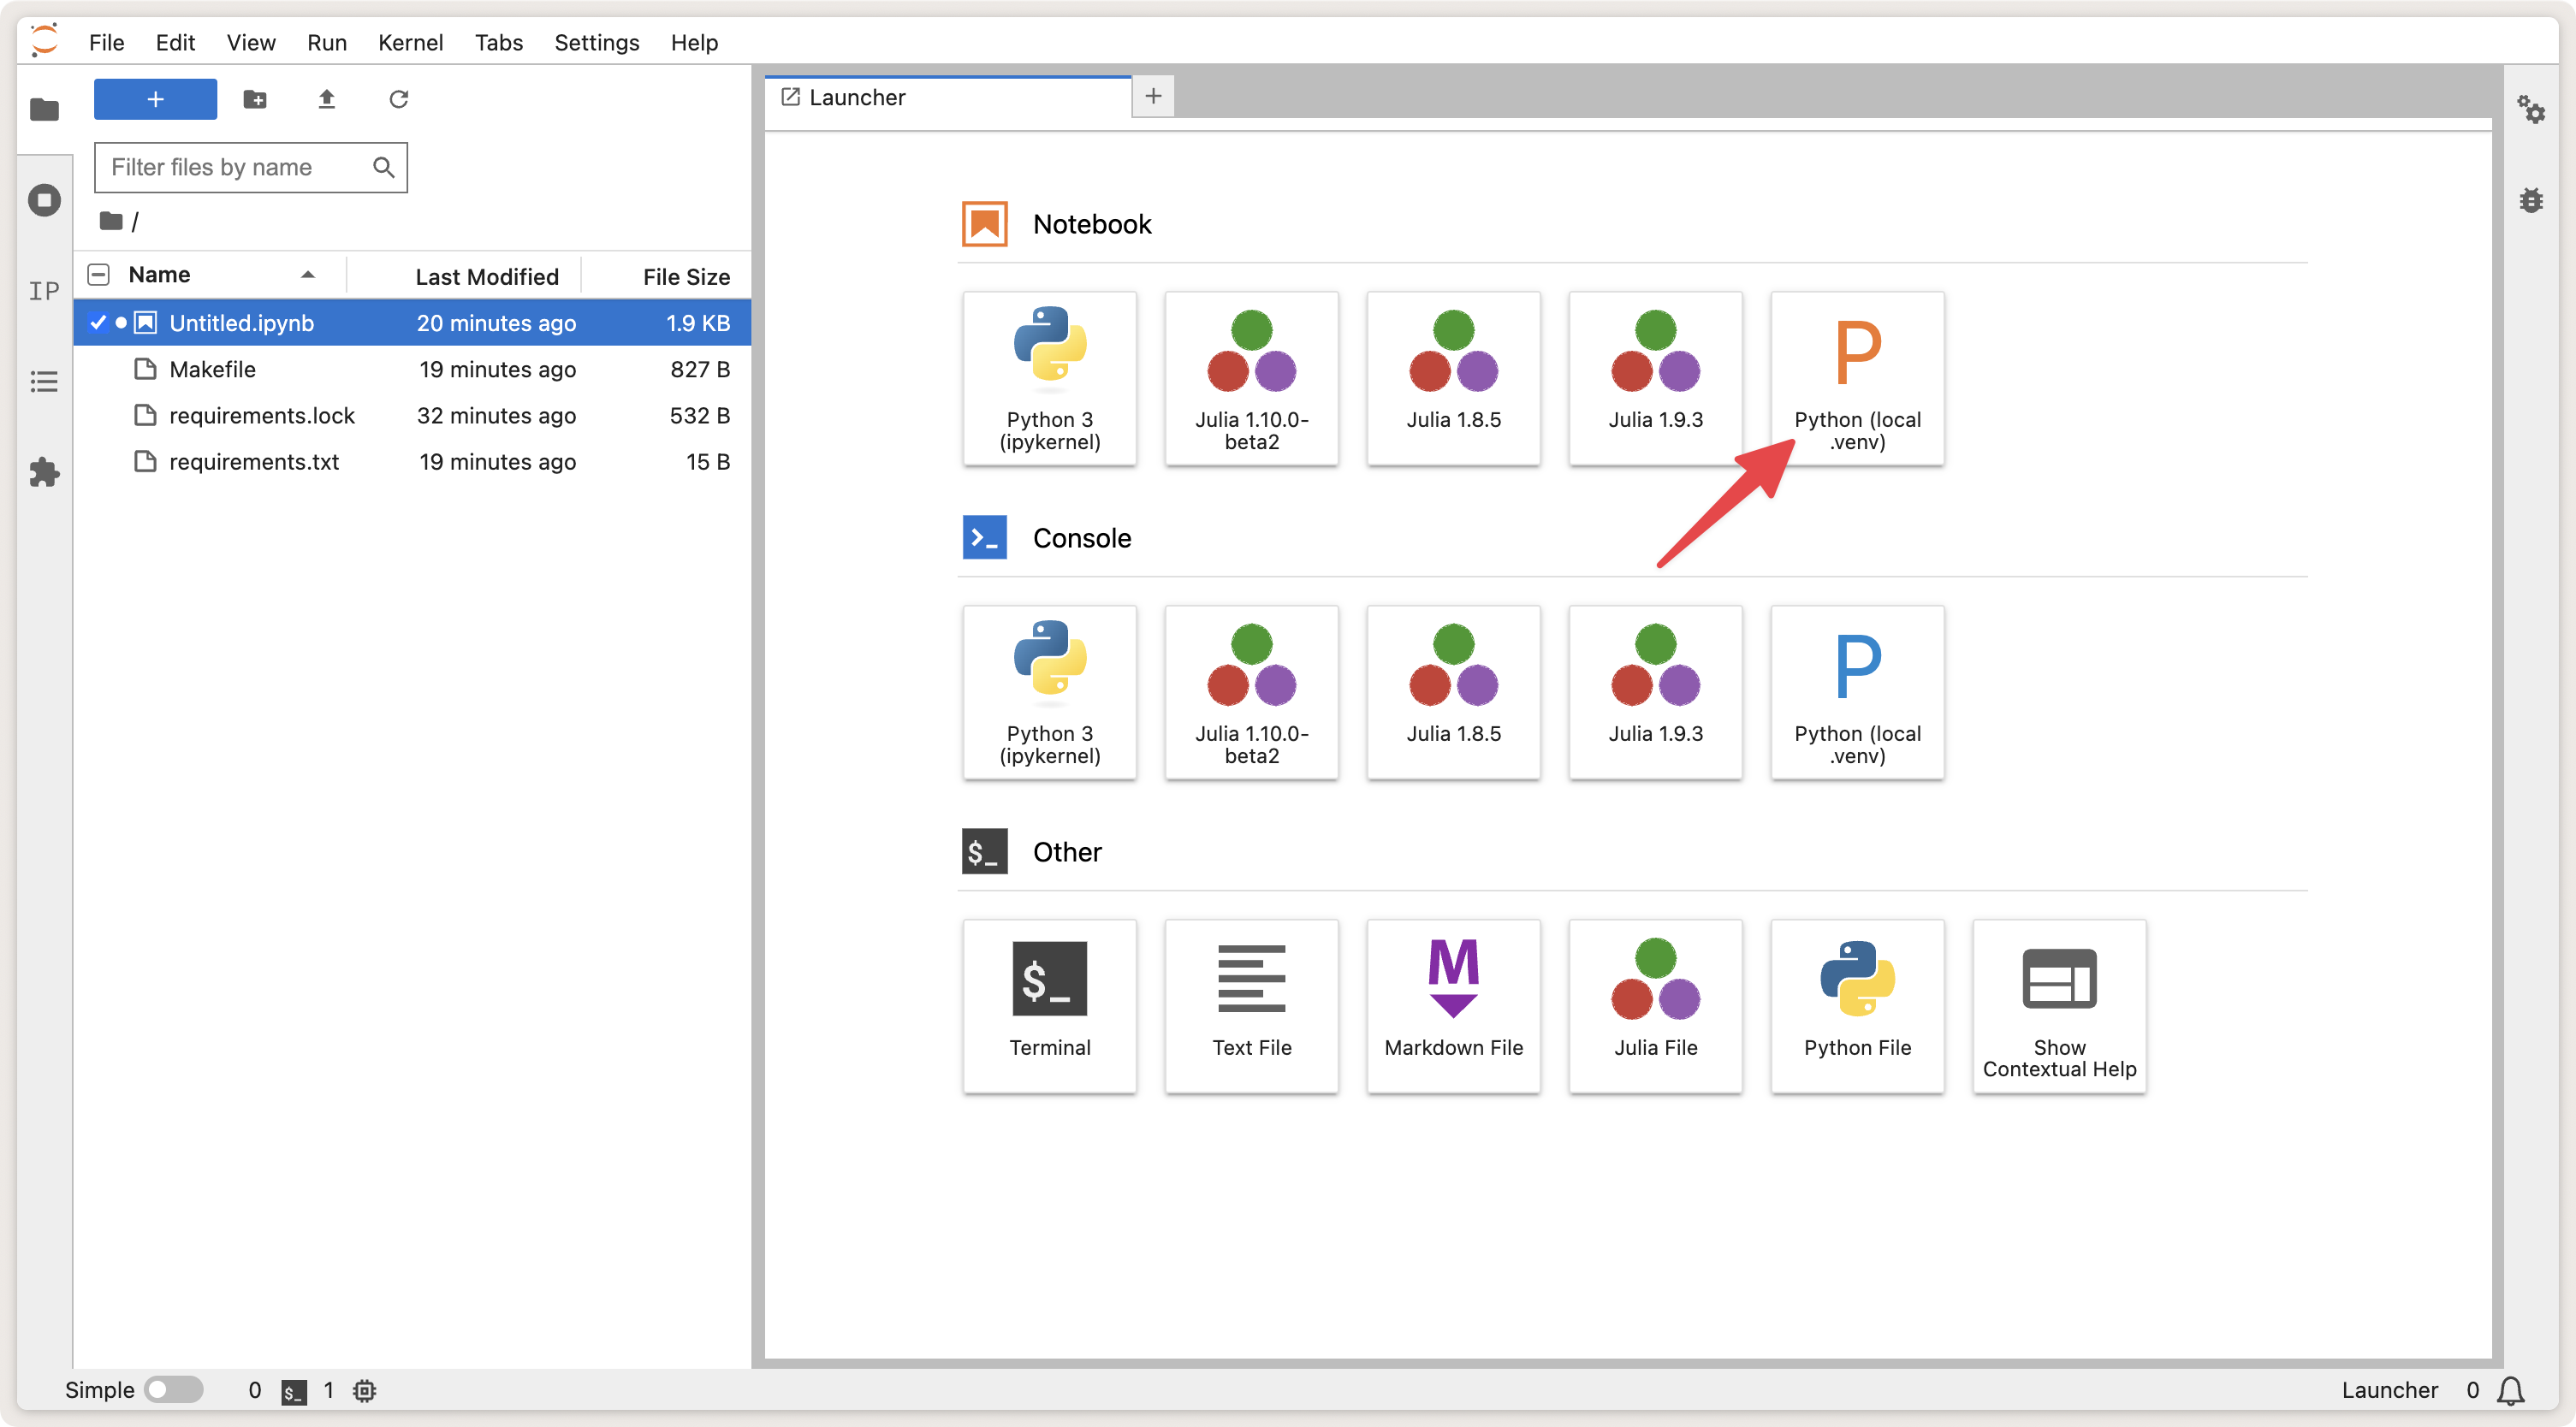 File Edit View Run Kernel Tabs Settings Help
+
Filter files by name
/
IP
Name Last Modified File Size
Untitled.ipynb 20 minutes ago 1.9 KB
Makefile 19 minutes ago 827 B
requirements.lock 32 minutes ago 532 B
requirements.txt 19 minutes ago 15 B
Launcher +
Notebook
Python 3
(ipykernel)
Julia 1.10.0-
beta2
Julia 1.8.5
Julia 1.9.3
P
Python (local
.venv)
>_ Console
Python 3
(ipykernel)
Julia 1.10.0-
beta2
Julia 1.8.5
Julia 1.9.3
P
Python (local
.venv)
$_ Other
$_
Terminal
Text File
M
Markdown File
Julia File
Python File
Show
Contextual Help
Simple 0 $_ 1
Launcher 0